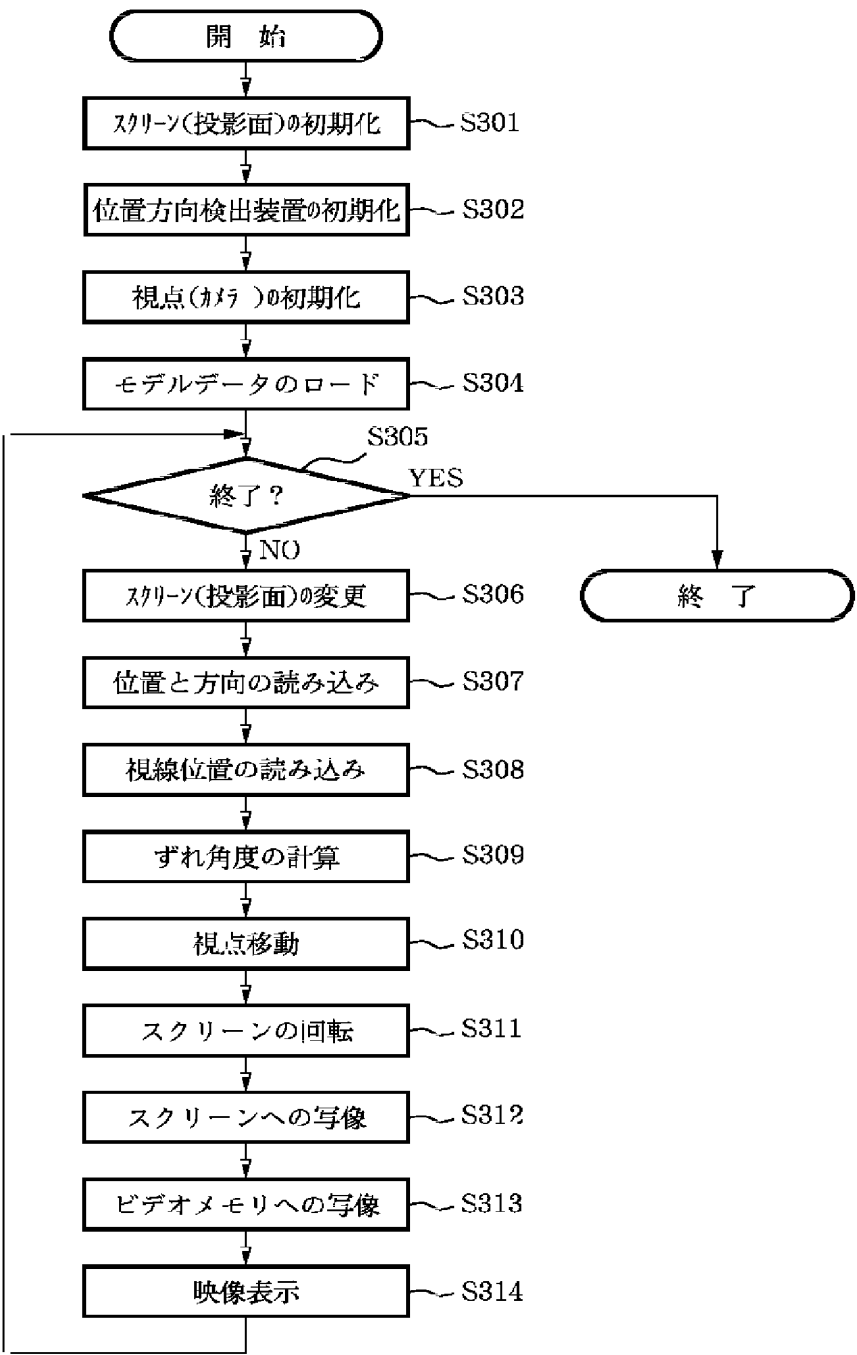 開 始
スクリーン(投影面)の初期化 S301
位置方向検出装置の初期化 S302
視点(カメラ )の初期化 S303
モデルデータのロード S304
S305
終了?
YES
NO
スクリーン(投影面)の変更 S306
終 了
位置と方向の読み込み S307
視線位置の読み込み S308
ずれ角度の計算 S309
視点移動 S310
スクリーンの回転 S311
スクリーンへの写像 S312
ビデオメモリへの写像 S313
映像表示 S314